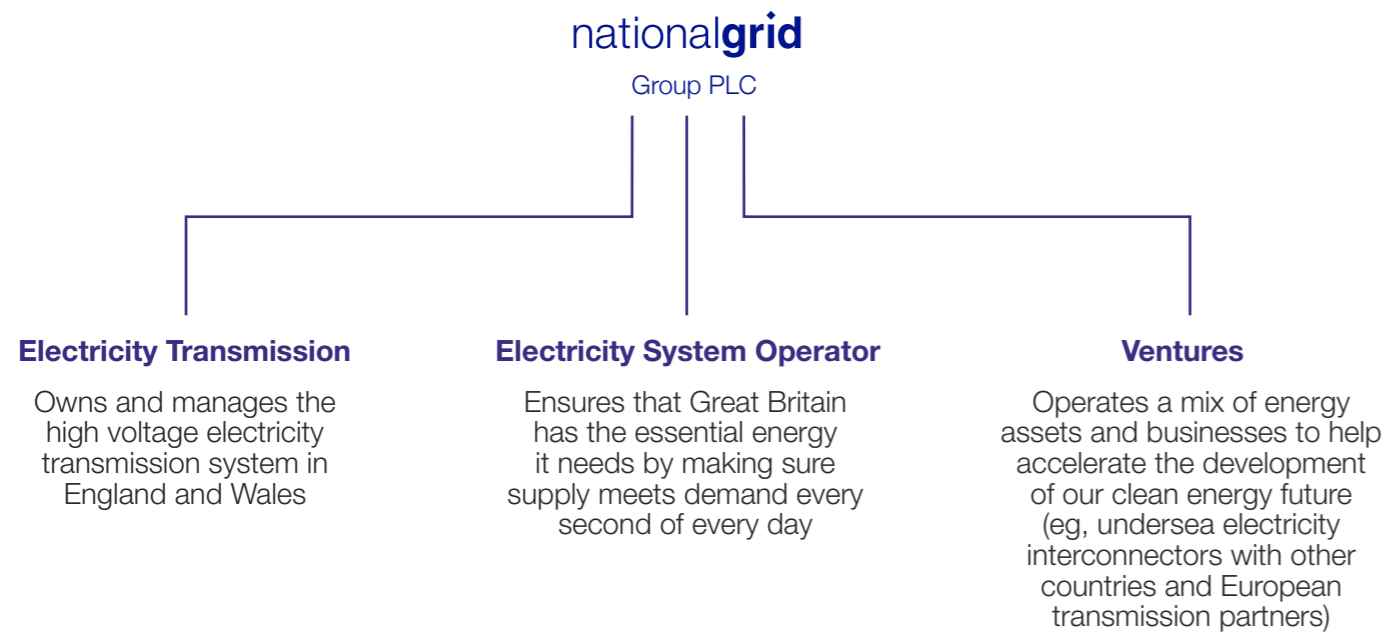 nationalgrid
Group PLC
Electricity Transmission
Owns and manages the
high voltage electricity
transmission system in
England and Wales
Electricity System Operator
Ensures that Great Britain
has the essential energy
it needs by making sure
supply meets demand every
second of every day
Ventures
Operates a mix of energy
assets and businesses to help
accelerate the development
of our clean energy future
(eg, undersea electricity
interconnectors with other
countries and European
transmission partners)